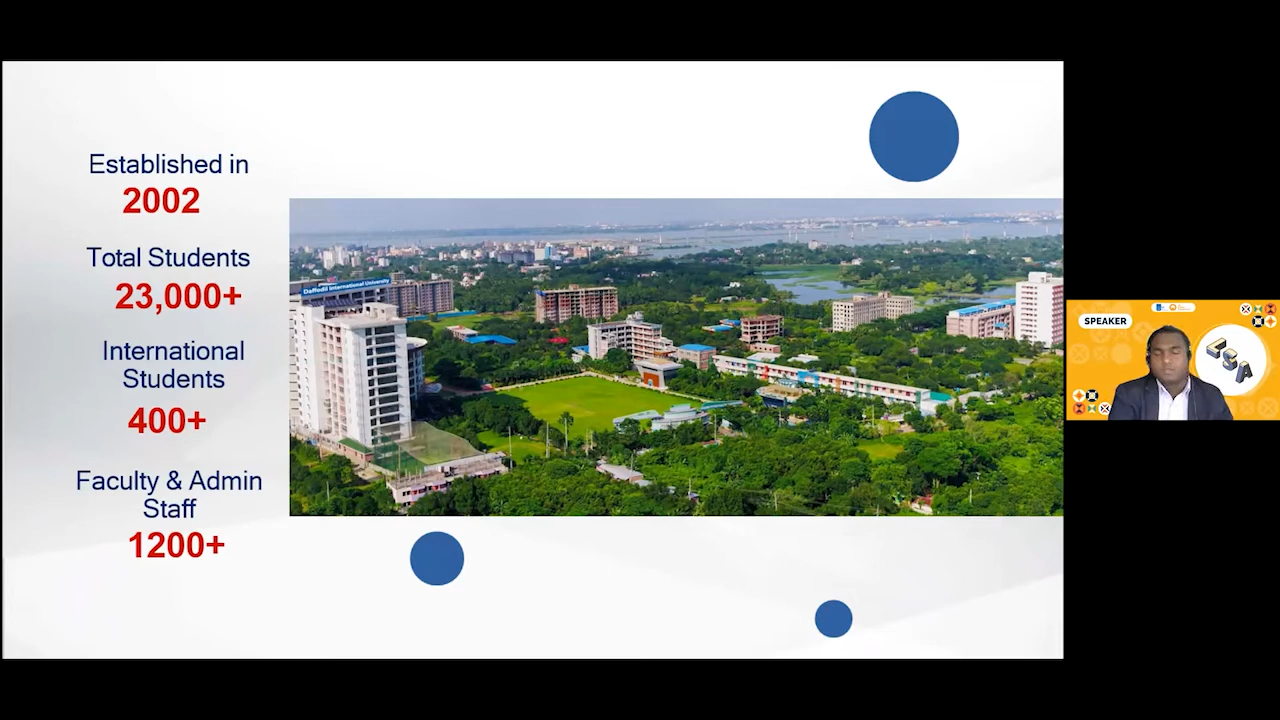 Established in
2002
Total Students
23,000+
International
Students
400+
Faculty & Admin
Staff
1200+
Daffodil International University
SPEAKER